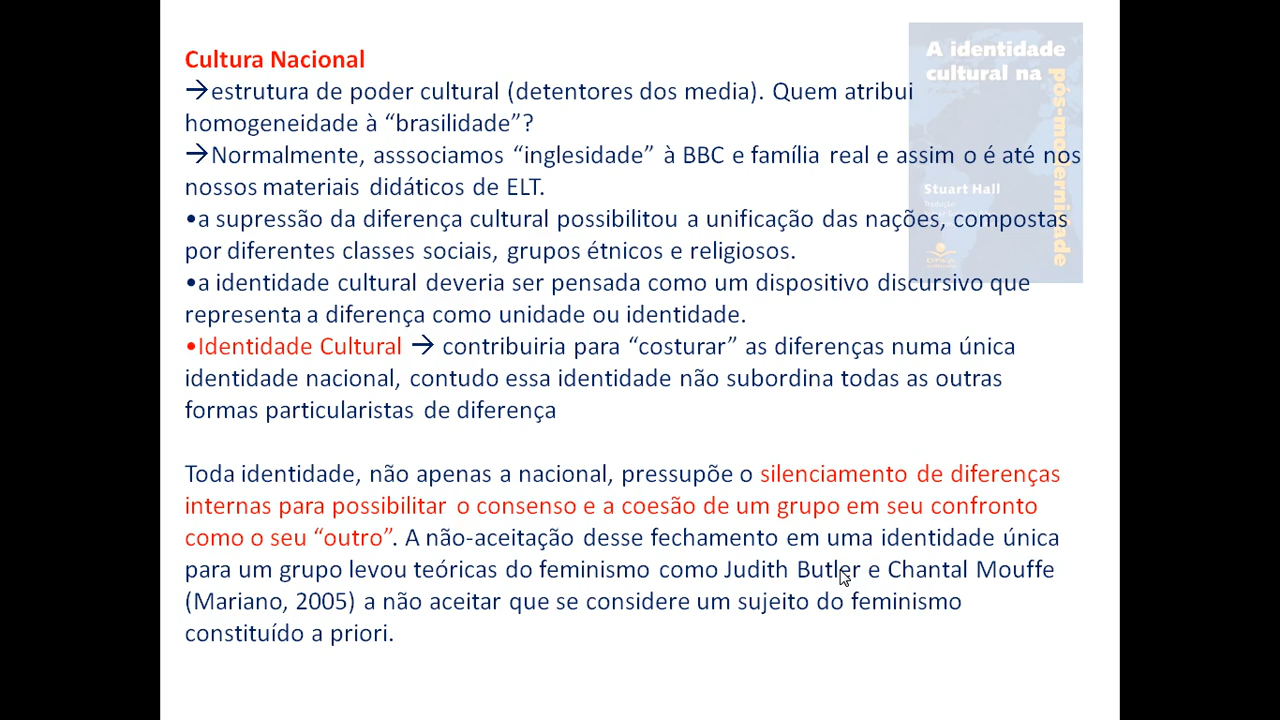 Cultura Nacional
→estrutura de poder cultural (detentores dos media). Quem atribui
homogeneidade à “brasilidade”?
→Normalmente, asssociamos “inglesidade” à BBC e família real e assim o é até nos
nossos materiais didáticos de ELT.
•a supressão da diferença cultural possibilitou a unificação das nações, compostas
por diferentes classes sociais, grupos étnicos e religiosos.
•a identidade cultural deveria ser pensada como um dispositivo discursivo que
representa a diferença como unidade ou identidade.
•Identidade Cultural → contribuiria para “costurar” as diferenças numa única
identidade nacional, contudo essa identidade não subordina todas as outras
formas particularistas de diferença
Toda identidade, não apenas a nacional, pressupõe o silenciamento de diferenças
internas para possibilitar o consenso e a coesão de um grupo em seu confronto
como o seu “outro”. A não-aceitação desse fechamento em uma identidade única
para um grupo levou teóricas do feminismo como Judith Butler e Chantal Mouffe
(Mariano, 2005) a não aceitar que se considere um sujeito do feminismo
constituído a priori.
A identidade
cultural na
pós-modernidade
Stuart Hall